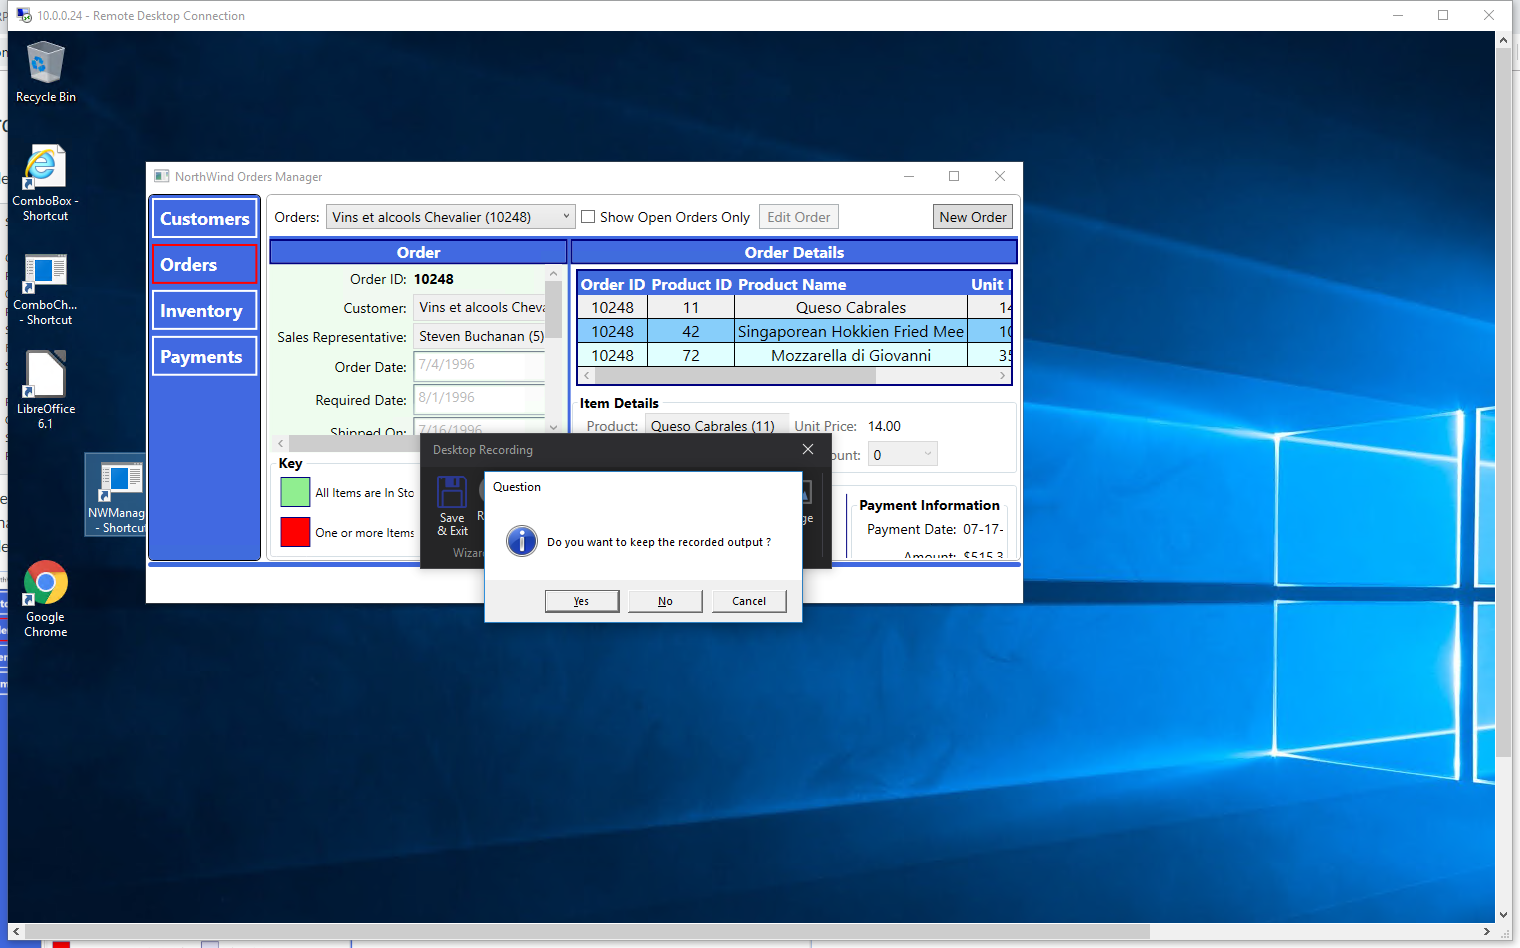 10.0.0.24 - Remote Desktop Connection
Recycle Bin
ComboBox -
Shortcut
ComboCh...
- Shortcut
LibreOffice
6.1
NWManag
- Shortcut
Google
Chrome
NorthWind Orders Manager
Customers
Orders
Inventory
Payments
Orders: Vins et alcools Chevalier (10248) Show Open Orders Only Edit Order New Order
Order
Order ID: 10248
Customer: Vins et alcools Cheva
Sales Representative: Steven Buchanan (5)
Order Date: 7/4/1996
Required Date: 8/1/1996
Shipped On: 7/16/1996
Key
All Items are In Sto
One or more Items
Order Details
Order ID Product ID Product Name Unit
10248 11 Queso Cabrales 14
10248 42 Singaporean Hokkien Fried Mee 10
10248 72 Mozzarella di Giovanni 35
Item Details
Product: Queso Cabrales (11) Unit Price: 14.00
ount: 0
Payment Information
Payment Date: 07-17-
Amount: $515.3
Desktop Recording
Save
& Exit
R
ge
Wizar
Question
Do you want to keep the recorded output ?
Yes No Cancel